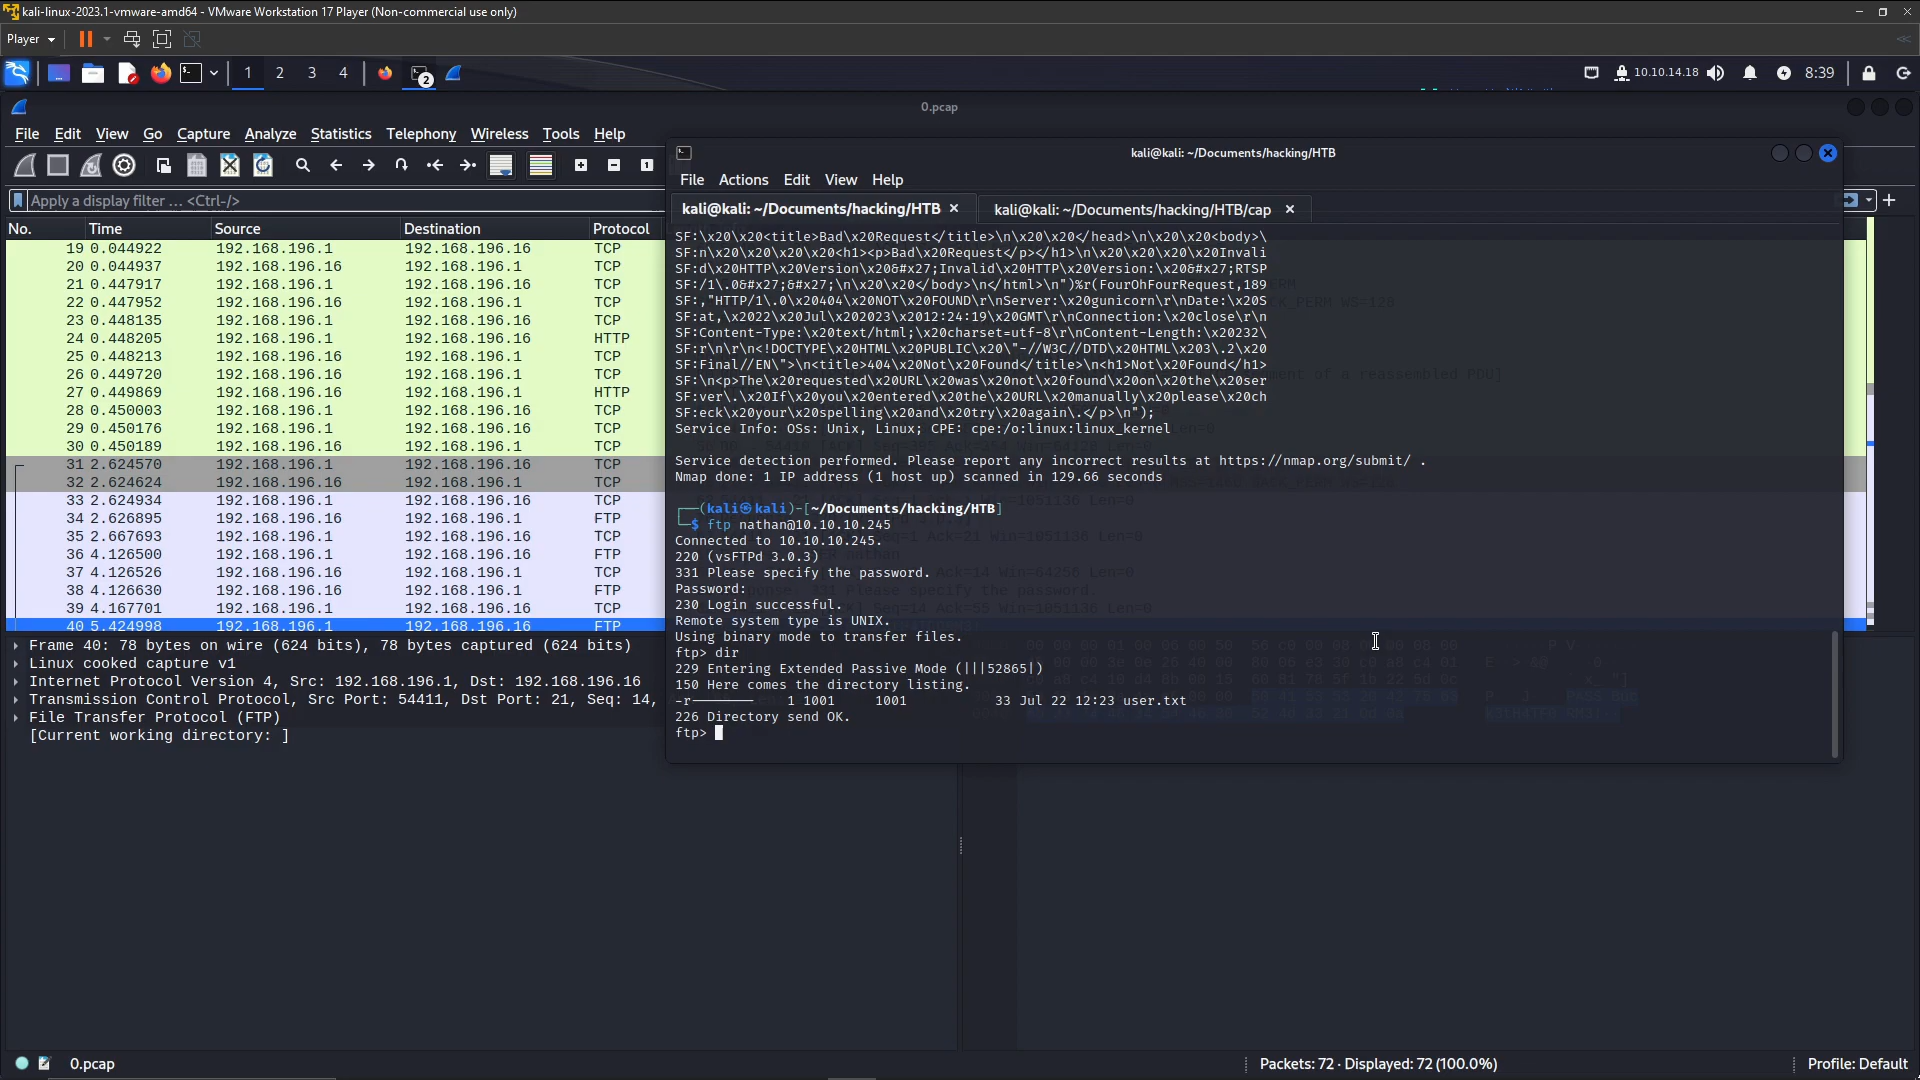 kali-linux-2023.1-vmware-amd64 - VMware Workstation 17 Player (Non-commercial use only)
Player
1 2 3 4 2 10.10.14.18 8:39
0.pcap
File Edit View Go Capture Analyze Statistics Telephony Wireless Tools Help
Apply a display filter ... <Ctrl-/>
No. Time Source Destination Protocol
19 0.044922 192.168.196.1 192.168.196.16 TCP
20 0.044937 192.168.196.16 192.168.196.1 TCP
21 0.447917 192.168.196.1 192.168.196.16 TCP
22 0.447952 192.168.196.16 192.168.196.1 TCP
23 0.448135 192.168.196.1 192.168.196.16 TCP
24 0.448205 192.168.196.1 192.168.196.16 HTTP
25 0.448213 192.168.196.16 192.168.196.1 TCP
26 0.449720 192.168.196.16 192.168.196.1 TCP
27 0.449869 192.168.196.16 192.168.196.1 HTTP
28 0.450003 192.168.196.1 192.168.196.16 TCP
29 0.450176 192.168.196.1 192.168.196.16 TCP
30 0.450189 192.168.196.16 192.168.196.1 TCP
31 2.624570 192.168.196.1 192.168.196.16 TCP
32 2.624624 192.168.196.16 192.168.196.1 TCP
33 2.624934 192.168.196.1 192.168.196.16 TCP
34 2.626895 192.168.196.16 192.168.196.1 FTP
35 2.667693 192.168.196.1 192.168.196.16 TCP
36 4.126500 192.168.196.1 192.168.196.16 FTP
37 4.126526 192.168.196.16 192.168.196.1 TCP
38 4.126630 192.168.196.16 192.168.196.1 FTP
39 4.167701 192.168.196.1 192.168.196.16 TCP
40 5.424998 192.168.196.1 192.168.196.16 FTP
Frame 40: 78 bytes on wire (624 bits), 78 bytes captured (624 bits)
Linux cooked capture v1
Internet Protocol Version 4, Src: 192.168.196.1, Dst: 192.168.196.16
Transmission Control Protocol, Src Port: 54411, Dst Port: 21, Seq: 14,
File Transfer Protocol (FTP)
[Current working directory: ]
kali@kali: ~/Documents/hacking/HTB
File Actions Edit View Help
kali@kali: ~/Documents/hacking/HTB × kali@kali: ~/Documents/hacking/HTB/cap ×
SF:\x20\x20<title>Bad\x20Request</title>\n\x20\x20</head>\n\x20\x20<body>\
SF:n\x20\x20\x20\x20<h1><p>Bad\x20Request</p></h1>\n\x20\x20\x20\x20Invali
SF:d\x20HTTP\x20Version\x20&#x27;Invalid\x20HTTP\x20Version:\x20&#x27;RTSP
SF:/1\.0&#x27;&#x27;\n\x20\x20</body>\n</html>\n")%r(FourOhFourRequest,189
SF:,"HTTP/1\.0\x20404\x20NOT\x20FOUND\r\nServer:\x20gunicorn\r\nDate:\x20S
SF:at,\x2022\x20Jul\x202023\x2012:24:19\x20GMT\r\nConnection:\x20close\r\n
SF:Content-Type:\x20text/html;\x20charset=utf-8\r\nContent-Length:\x20232\
SF:r\n\r\n<!DOCTYPE\x20HTML\x20PUBLIC\x20\"-//W3C//DTD\x20HTML\x203\.2\x20
SF:Final//EN\">\n<title>404\x20Not\x20Found</title>\n<h1>Not\x20Found</h1>
SF:\n<p>The\x20requested\x20URL\x20was\x20not\x20found\x20on\x20the\x20ser
SF:ver\.\x20If\x20you\x20entered\x20the\x20URL\x20manually\x20please\x20ch
SF:eck\x20your\x20spelling\x20and\x20try\x20again\.</p>\n");
Service Info: OSs: Unix, Linux; CPE: cpe:/o:linux:linux_kernel
Service detection performed. Please report any incorrect results at https://nmap.org/submit/ .
Nmap done: 1 IP address (1 host up) scanned in 129.66 seconds
┌──(kali㉿kali)-[~/Documents/hacking/HTB]
└─$ ftp nathan@10.10.10.245
Connected to 10.10.10.245.
220 (vsFTPd 3.0.3)
331 Please specify the password.
Password:
230 Login successful.
Remote system type is UNIX.
Using binary mode to transfer files.
ftp> dir
229 Entering Extended Passive Mode (|||52865|)
150 Here comes the directory listing.
-r-------- 1 1001 1001 33 Jul 22 12:23 user.txt
226 Directory send OK.
ftp>
0.pcap
Packets: 72 · Displayed: 72 (100.0%)
Profile: Default